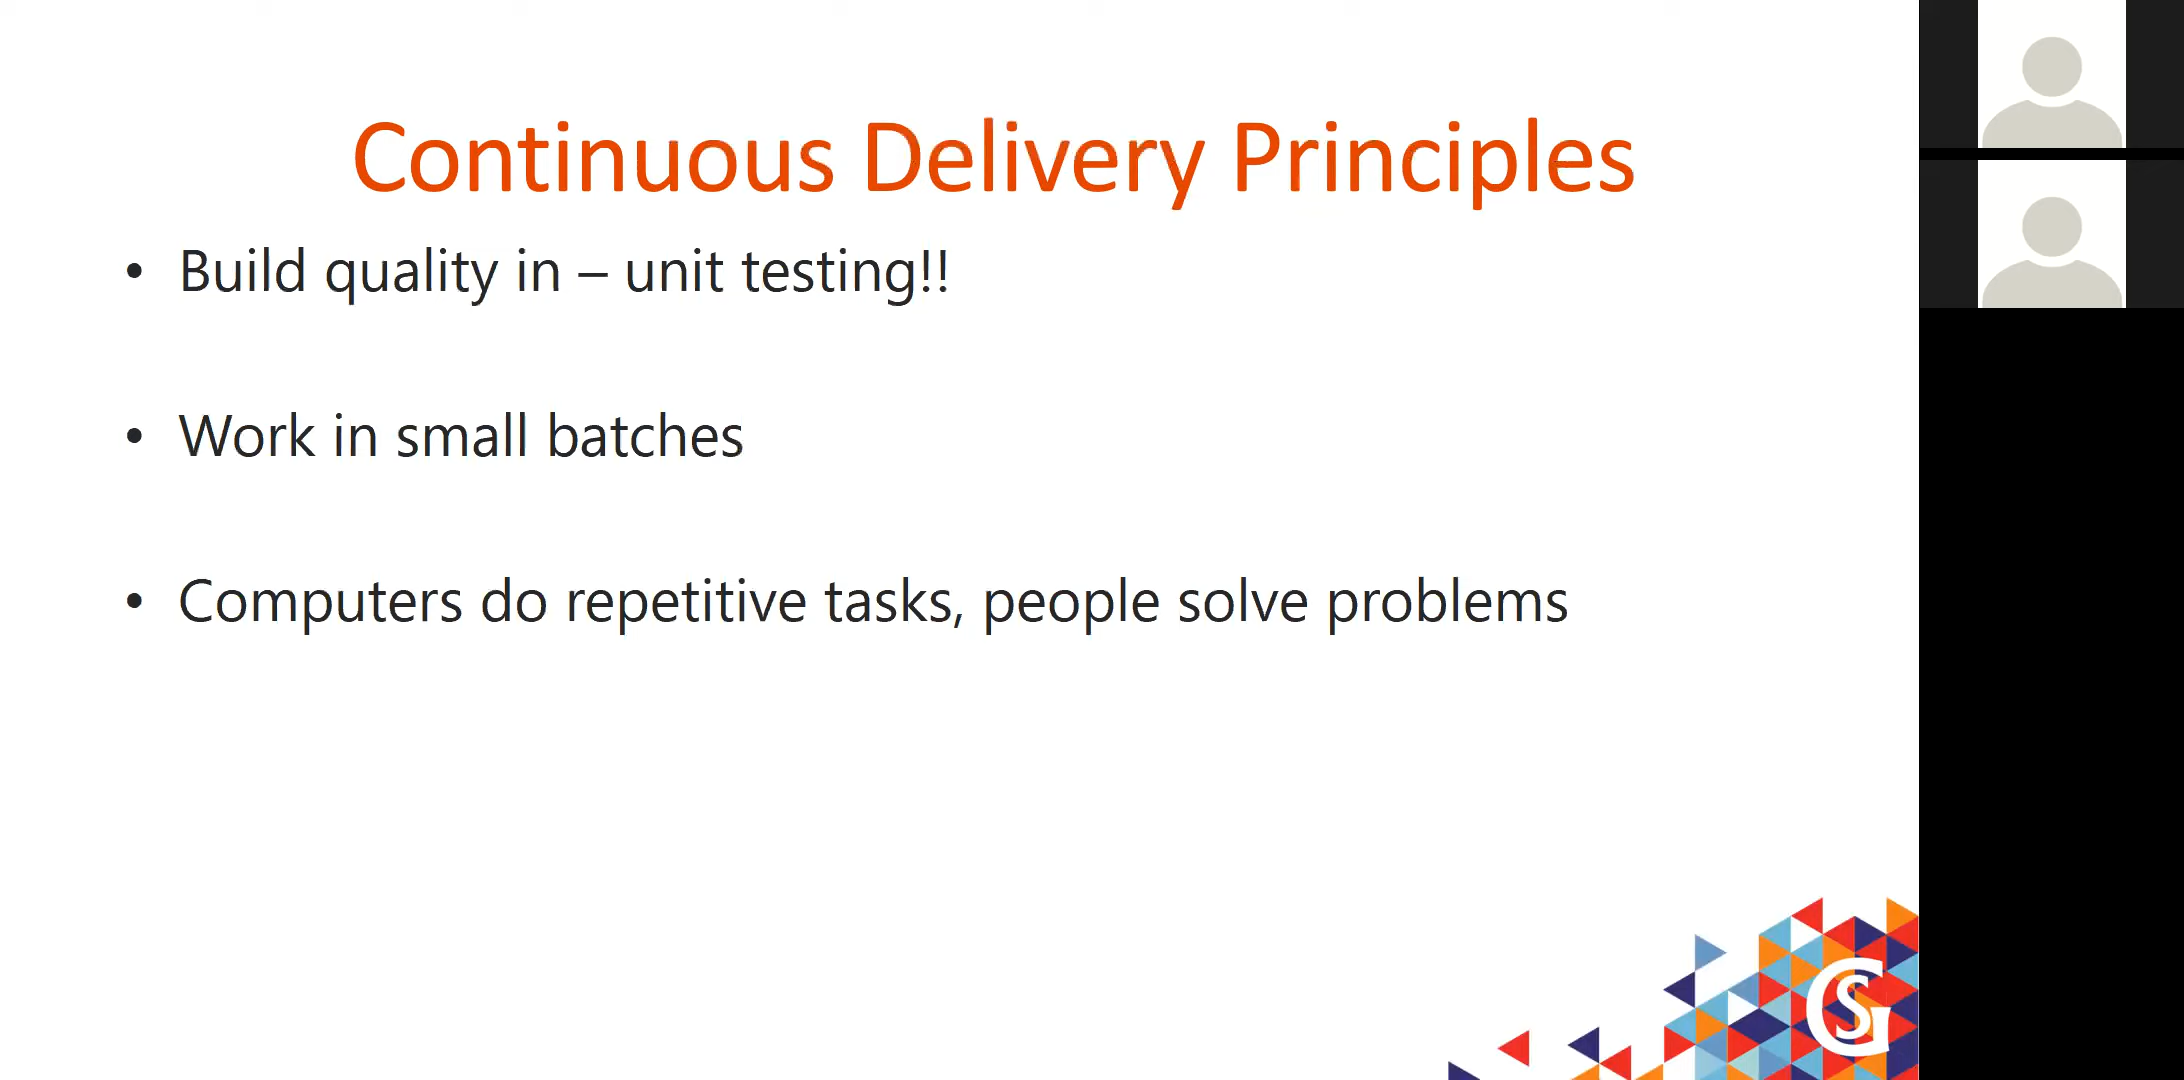 Continuous Delivery Principles
• Build quality in – unit testing!!
• Work in small batches
• Computers do repetitive tasks, people solve problems
GS